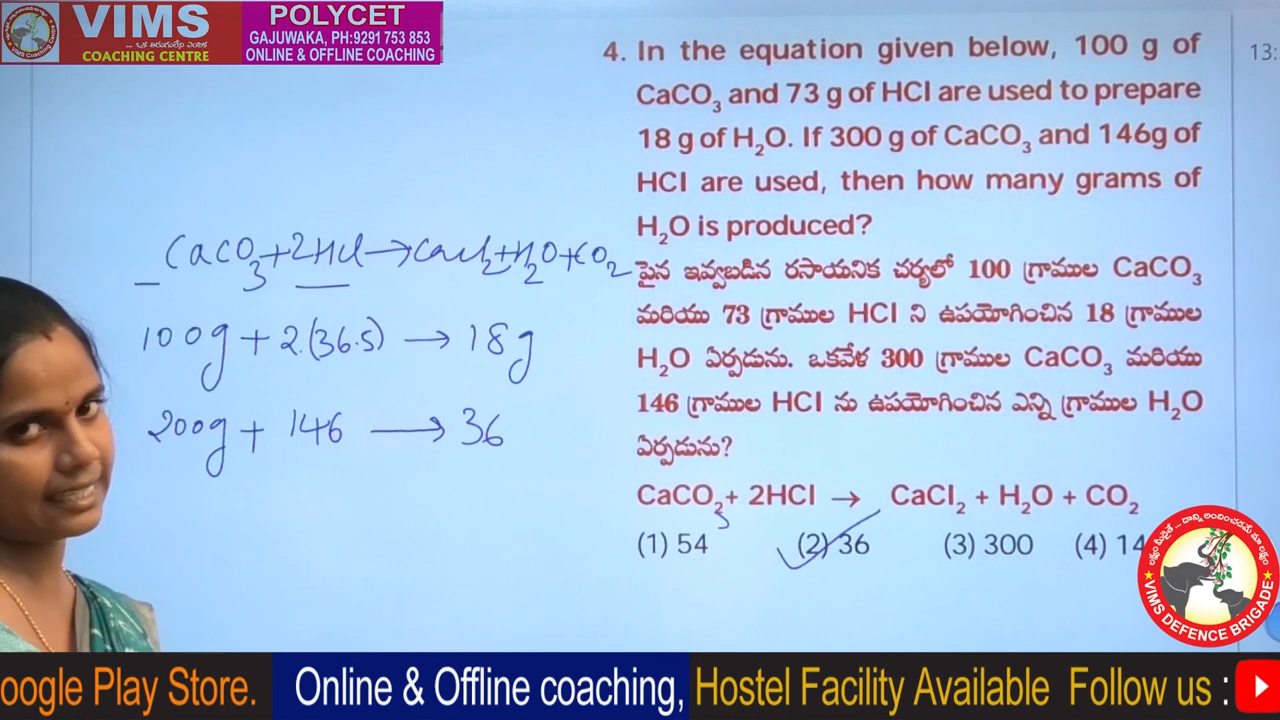 VIMS
... ఒక తిరుగులేని ఎంపిక
COACHING CENTRE
POLYCET
GAJUWAKA, PH:9291 753 853
ONLINE & OFFLINE COACHING
13:
4. In the equation given below, 100 g of
CaCO₃ and 73 g of HCl are used to prepare
18 g of H₂O. If 300 g of CaCO₃ and 146g of
HCl are used, then how many grams of
H₂O is produced?
పైన ఇవ్వబడిన రసాయనిక చర్యలో 100 గ్రాముల CaCO₃
మరియు 73 గ్రాముల HCl ని ఉపయోగించిన 18 గ్రాముల
H₂O ఏర్పడును. ఒకవేళ 300 గ్రాముల CaCO₃ మరియు
146 గ్రాముల HCl ను ఉపయోగించిన ఎన్ని గ్రాముల H₂O
ఏర్పడును?
CaCO₂+ 2HCl → CaCl₂ + H₂O + CO₂
3
(1) 54 (2) 36 (3) 300 (4) 14
CaCO₃+2HCl→CaCl₂+H₂O+CO₂
100g + 2.(36.5) → 18g
200g + 146 → 36
VIMS DEFENCE BRIGADE
oogle Play Store. Online & Offline coaching, Hostel Facility Available Follow us :